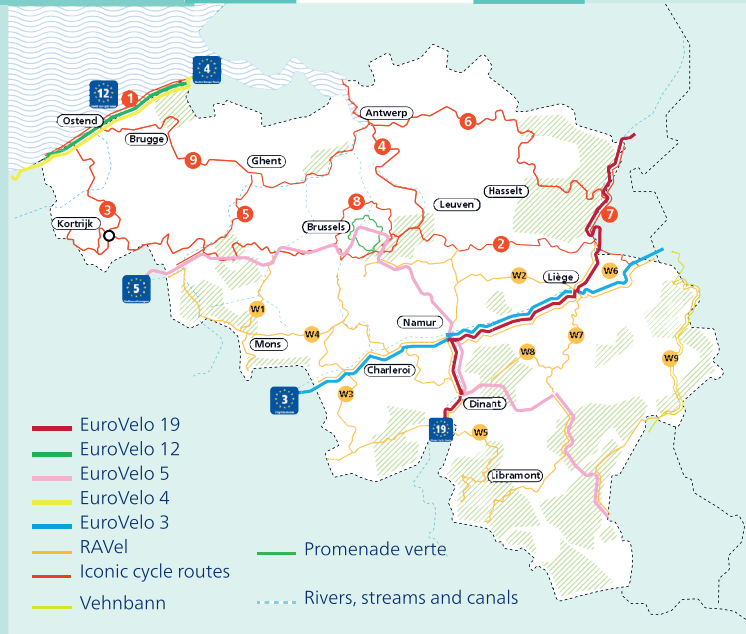 4
12
1
Ostend
Antwerp
6
Brugge
4
9
Ghent
Hasselt
Leuven
8
3
5
7
Kortrijk
Brussels
2
W2
Liège
W6
5
W1
Namur
W4
W7
Mons
W8
W9
Charleroi
3
W3
Dinant
19
W5
Libramont
EuroVelo 19
EuroVelo 12
EuroVelo 5
EuroVelo 4
EuroVelo 3
RAVel
Promenade verte
Iconic cycle routes
Vehnbann
Rivers, streams and canals